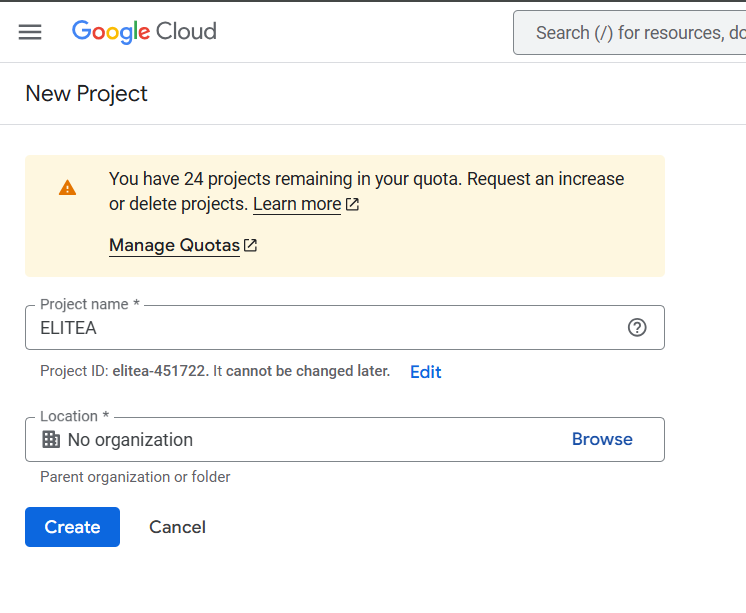 Google Cloud
Search (/) for resources, do
New Project
You have 24 projects remaining in your quota. Request an increase
or delete projects. Learn more
Manage Quotas
Project name *
ELITEA
Project ID: elitea-451722. It cannot be changed later. Edit
Location *
No organization Browse
Parent organization or folder
Create Cancel